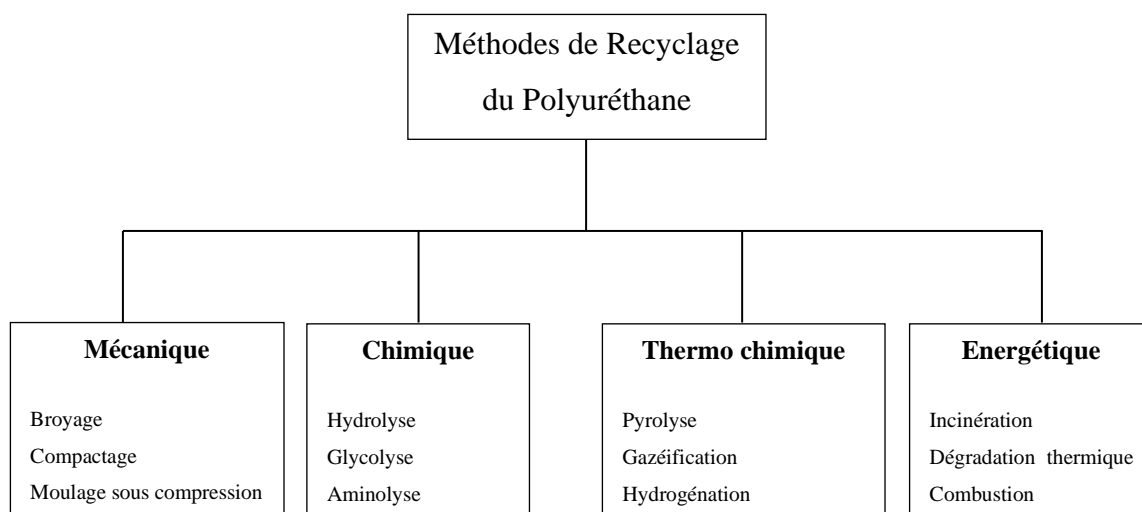 Méthodes de Recyclage
du Polyuréthane
Mécanique
Broyage
Compactage
Moulage sous compression
Chimique
Hydrolyse
Glycolyse
Aminolyse
Thermo chimique
Pyrolyse
Gazéification
Hydrogénation
Energétique
Incinération
Dégradation thermique
Combustion